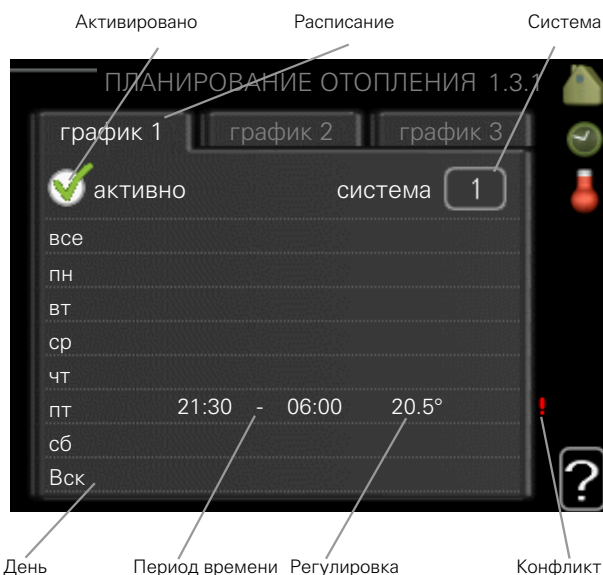 Активировано Расписание Система
ПЛАНИРОВАНИЕ ОТОПЛЕНИЯ 1.3.1
график 1 график 2 график 3
активно система 1
все
пн
вт
ср
чт
пт 21:30 - 06:00 20.5° !
сб
Вск
?
День Период времени Регулировка Конфликт